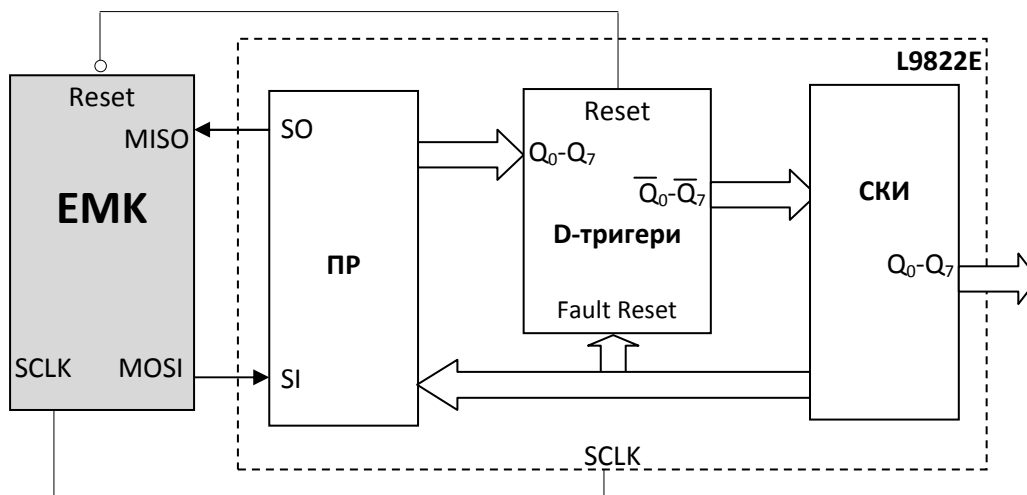 L9822E
Reset
MISO
EMK
SCLK
MOSI
SO
ПР
SI
Reset
Q₀-Q₇
Q̅₀-Q̅₇
D-тригери
Fault Reset
СКИ
Q₀-Q₇
SCLK